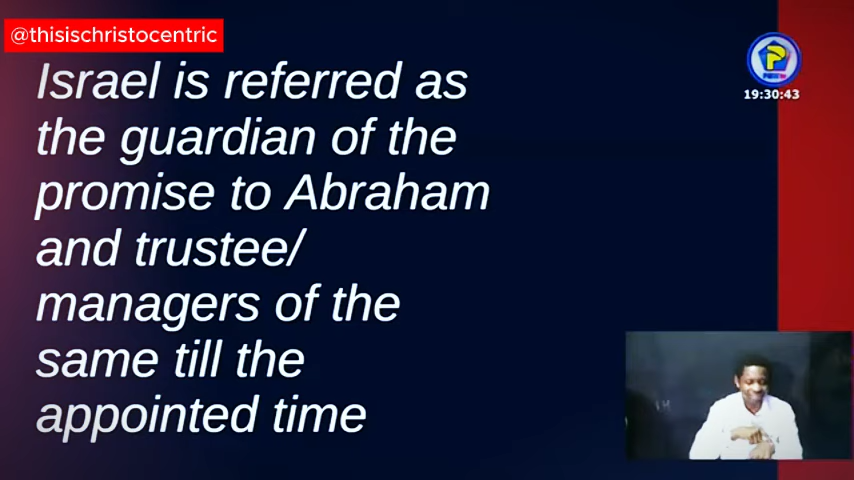 @thisischristocentric
Israel is referred as
the guardian of the
promise to Abraham
and trustee/
managers of the
same till the
appointed time
P
19:30:43